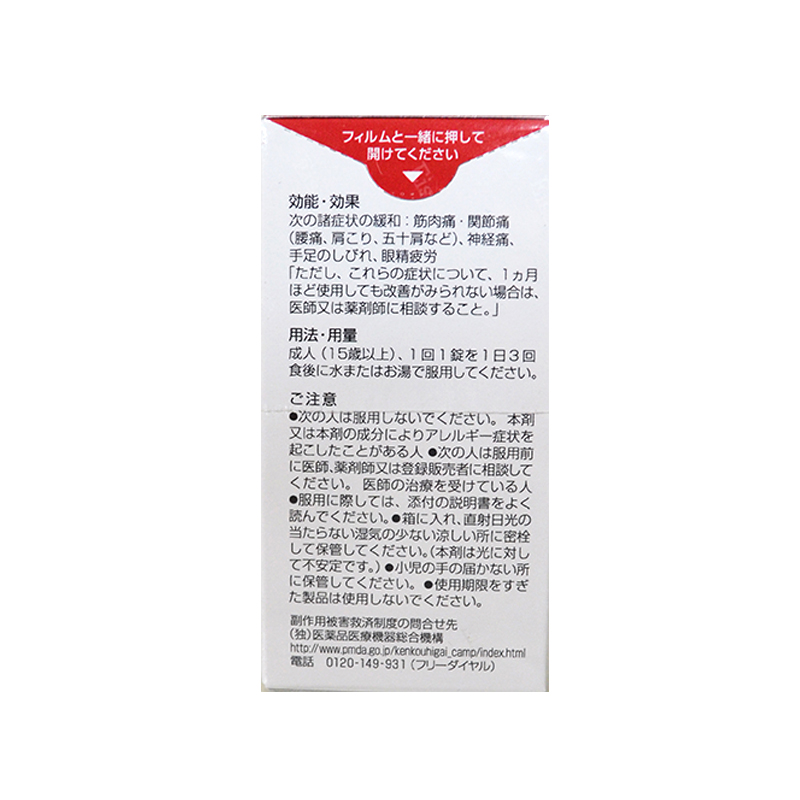 フィルムと一緒に押して
開けてください
効能・効果
次の諸症状の緩和：筋肉痛・関節痛
（腰痛、肩こり、五十肩など）、神経痛、
手足のしびれ、眼精疲労
「ただし、これらの症状について、1ヵ月
ほど使用しても改善がみられない場合は、
医師又は薬剤師に相談すること。」
用法・用量
成人（15歳以上）、1回1錠を1日3回
食後に水またはお湯で服用してください。
ご注意
●次の人は服用しないでください。本剤
又は本剤の成分によりアレルギー症状を
起こしたことがある人 ●次の人は服用前
に医師、薬剤師又は登録販売者に相談して
ください。医師の治療を受けている人
●服用に際しては、添付の説明書をよく
読んでください。●箱に入れ、直射日光の
当たらない湿気の少ない涼しい所に密栓
して保管してください。（本剤は光に対し
て不安定です。）●小児の手の届かない所
に保管してください。●使用期限をすぎ
た製品は使用しないでください。
副作用被害救済制度の問合せ先
（独）医薬品医療機器総合機構
http://www.pmda.go.jp/kenkouhigai_camp/index.html
電話 0120-149-931（フリーダイヤル）